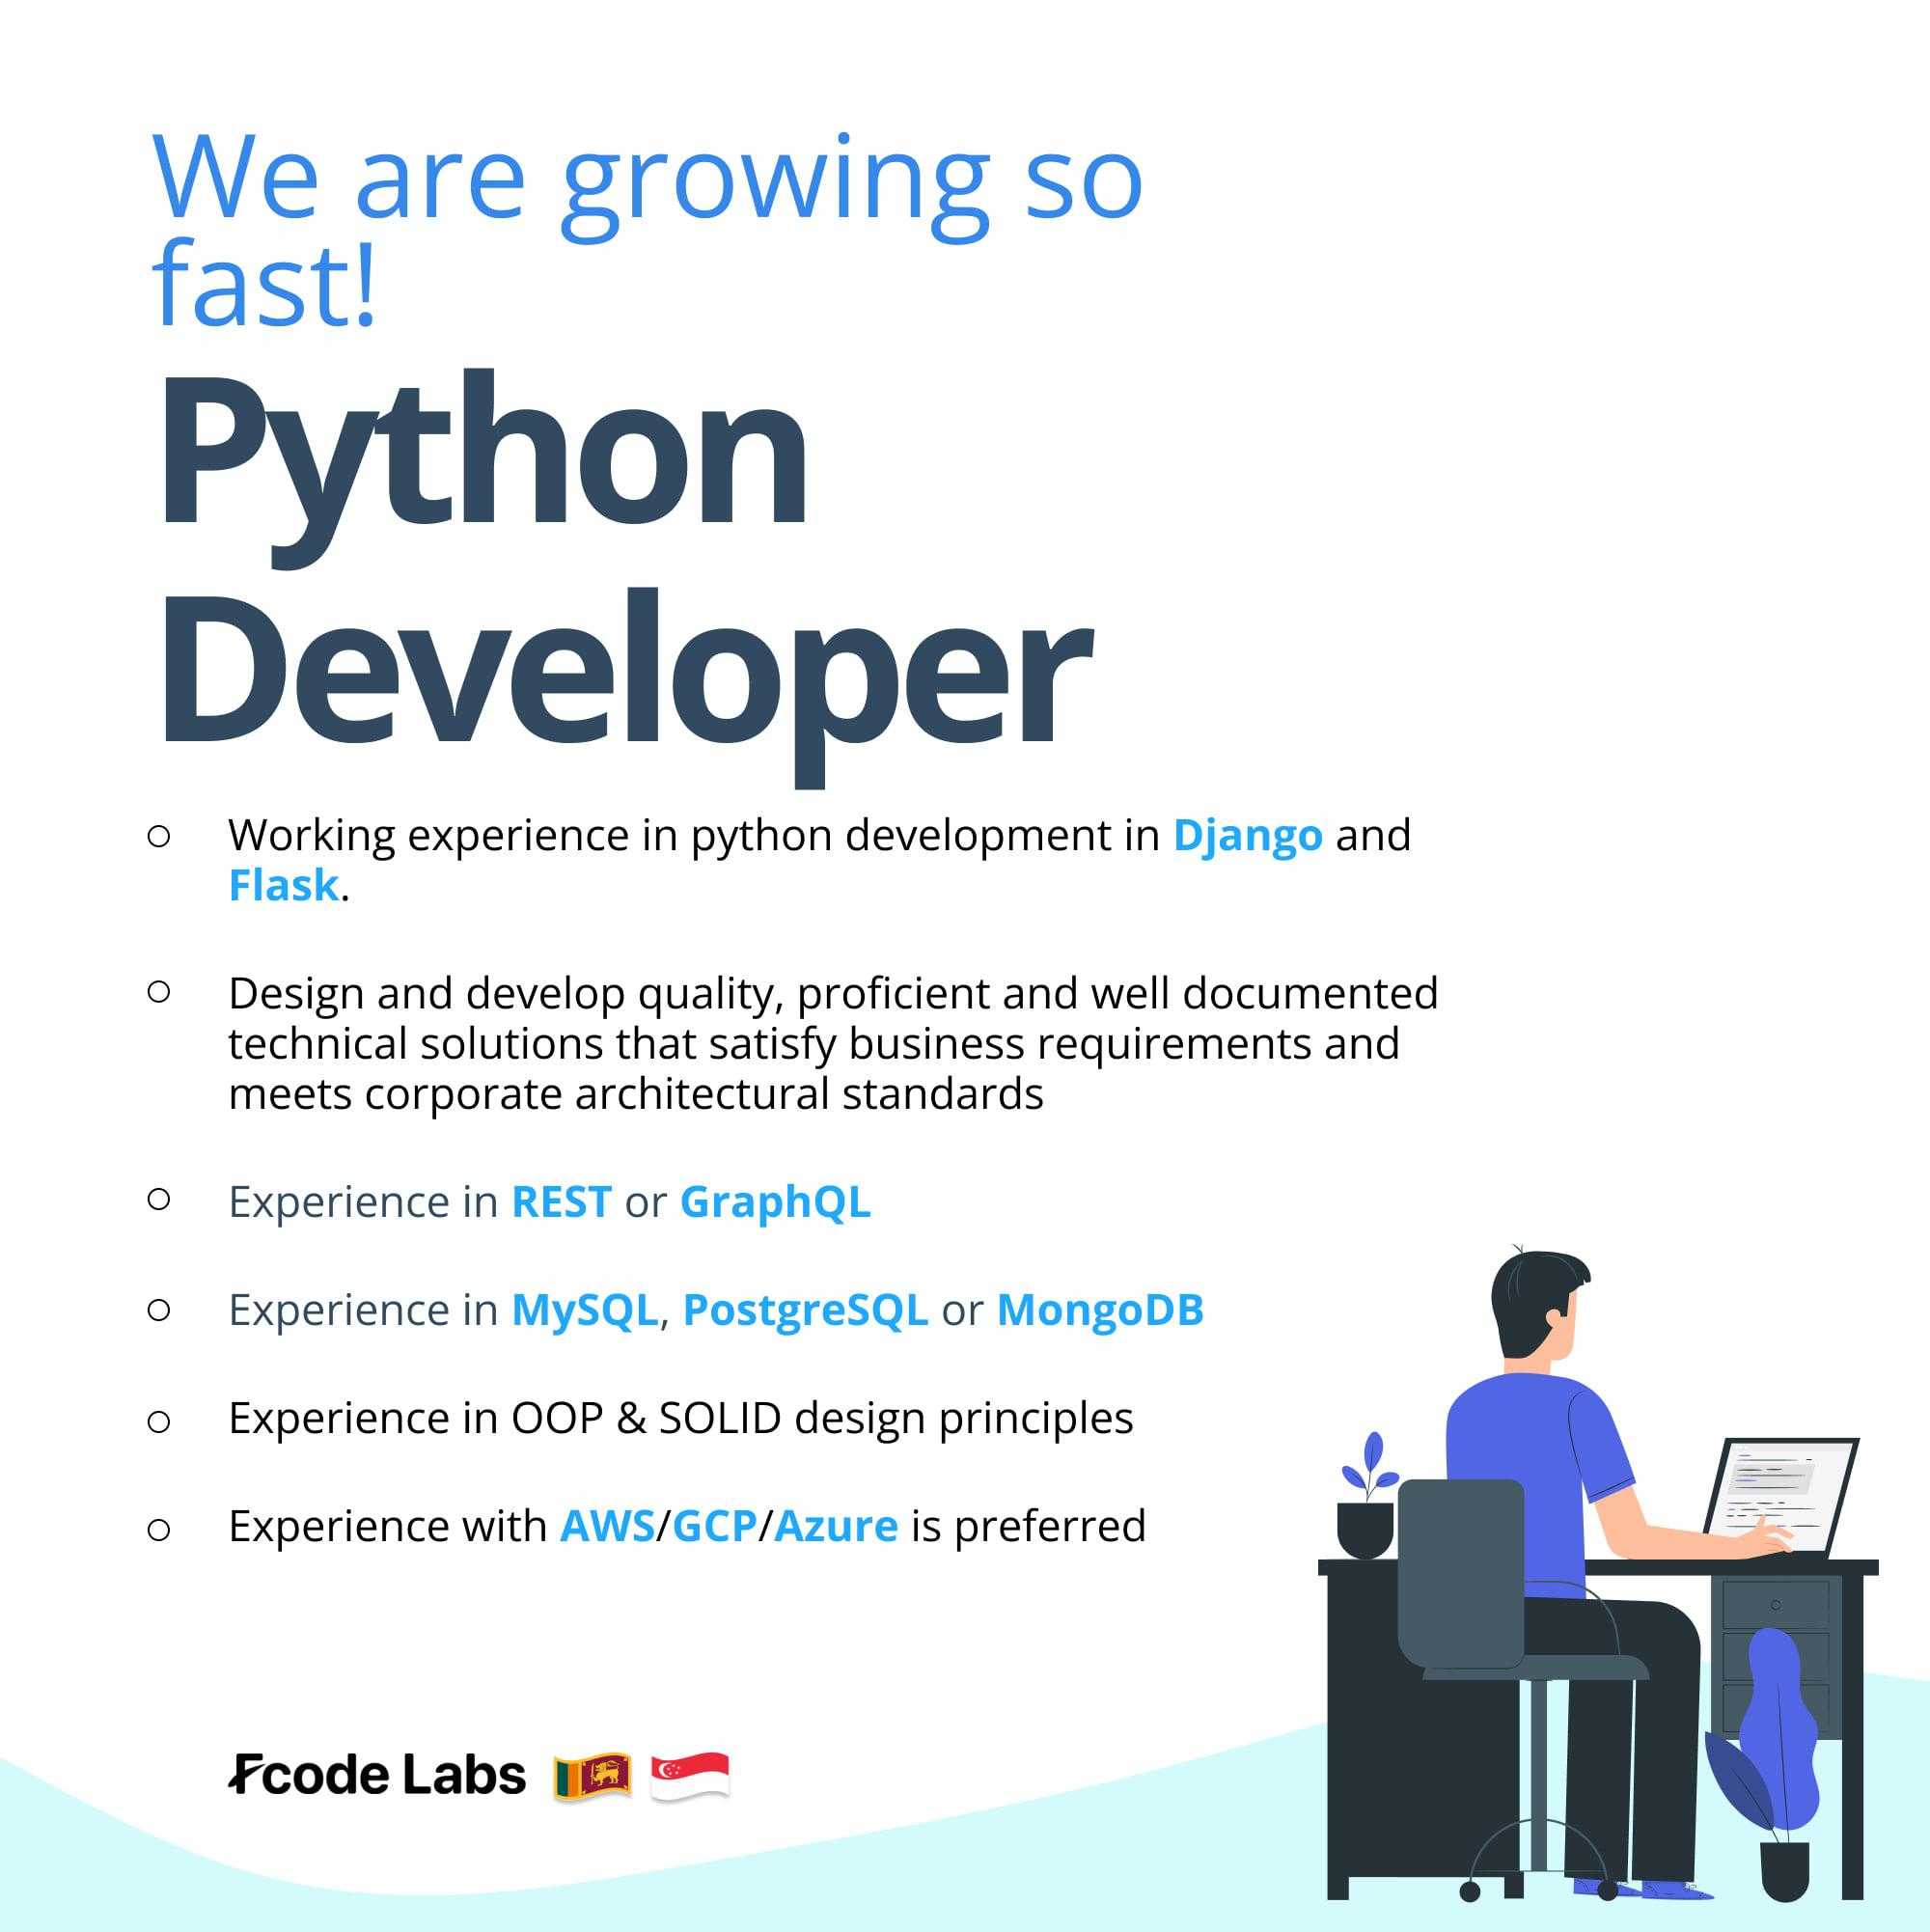 We are growing so
fast!
Python
Developer
Working experience in python development in Django and
Flask.
Design and develop quality, proficient and well documented
technical solutions that satisfy business requirements and
meets corporate architectural standards
Experience in REST or GraphQL
Experience in MySQL, PostgreSQL or MongoDB
Experience in OOP & SOLID design principles
Experience with AWS/GCP/Azure is preferred
Fcode Labs